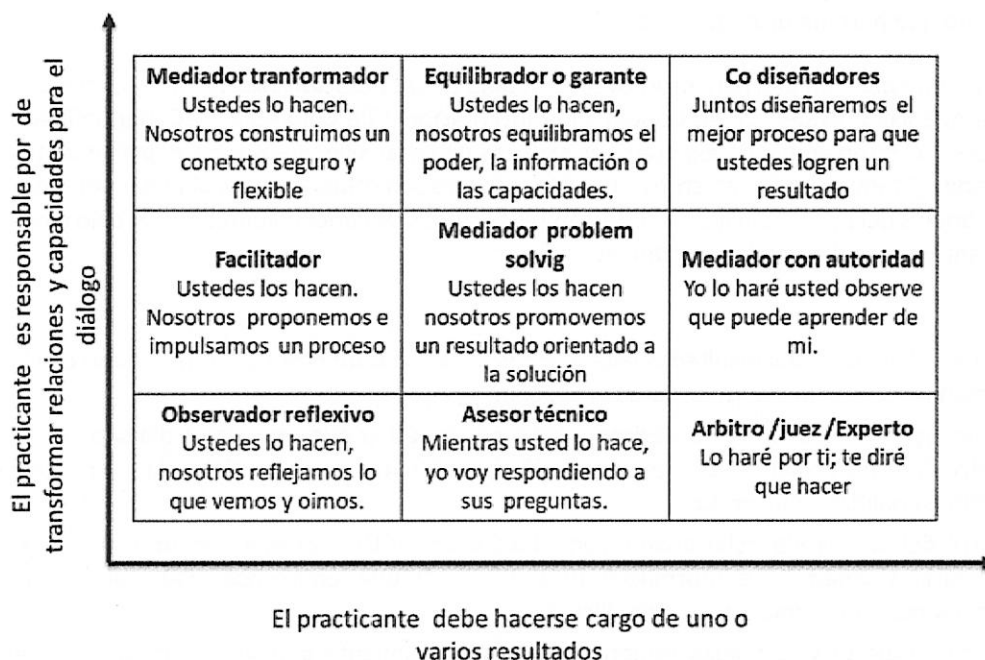 El practicante es responsable por de
transformar relaciones y capacidades para el
diálogo
Mediador tranformador
Ustedes lo hacen.
Nosotros construimos un
conetxto seguro y
flexible
Equilibrador o garante
Ustedes lo hacen,
nosotros equilibramos el
poder, la información o
las capacidades.
Co diseñadores
Juntos diseñaremos el
mejor proceso para que
ustedes logren un
resultado
Facilitador
Ustedes los hacen.
Nosotros proponemos e
impulsamos un proceso
Mediador problem
solvig
Ustedes los hacen
nosotros promovemos
un resultado orientado a
la solución
Mediador con autoridad
Yo lo haré usted observe
que puede aprender de
mi.
Observador reflexivo
Ustedes lo hacen,
nosotros reflejamos lo
que vemos y oimos.
Asesor técnico
Mientras usted lo hace,
yo voy respondiendo a
sus preguntas.
Arbitro /juez /Experto
Lo haré por ti; te diré
que hacer
El practicante debe hacerse cargo de uno o
varios resultados